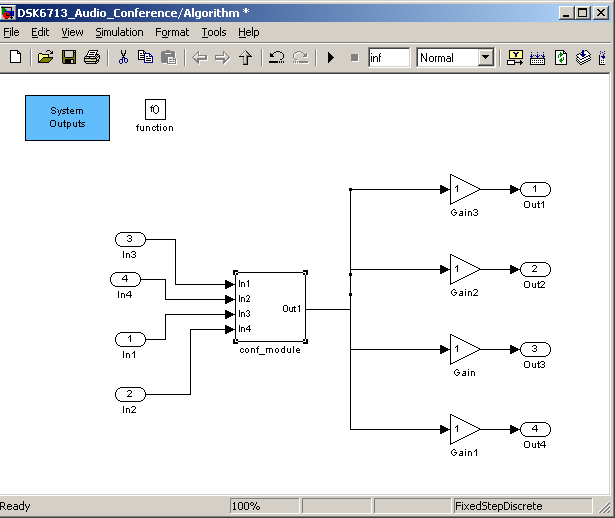 DSK6713_Audio_Conference/Algorithm *
File Edit View Simulation Format Tools Help
inf Normal
System
Outputs
f()
function
1
Out1
Gain3
1
3
In3
4
In4
1
In1
2
In2
In1
In2
In3
In4
Out1
conf_module
1
2
Out2
Gain2
1
3
Out3
Gain
1
4
Out4
Gain1
Ready 100% FixedStepDiscrete